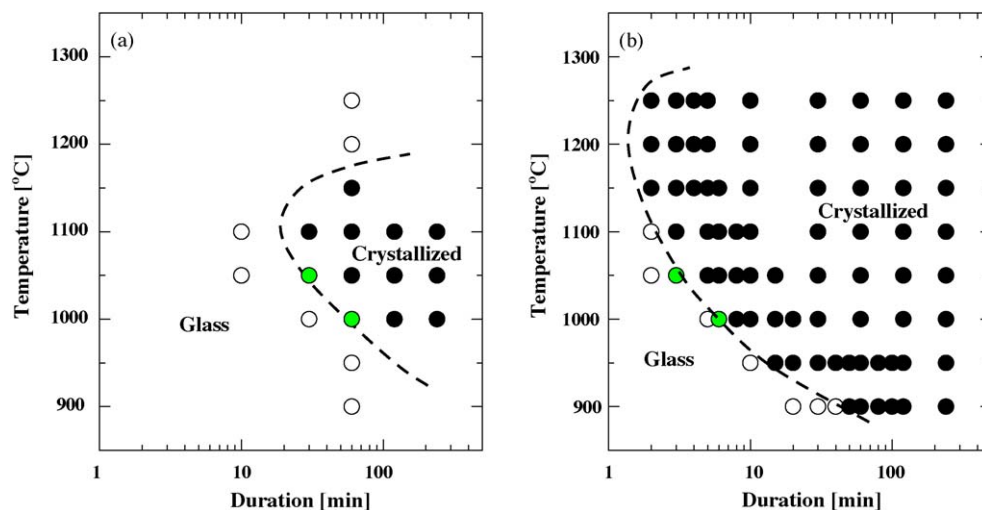 (a)
1300
1200
1100
1000
900
Temperature [°C]
Crystallized
Glass
1
10
100
Duration [min]
(b)
1300
1200
1100
1000
900
Temperature [°C]
Crystallized
Glass
1
10
100
Duration [min]